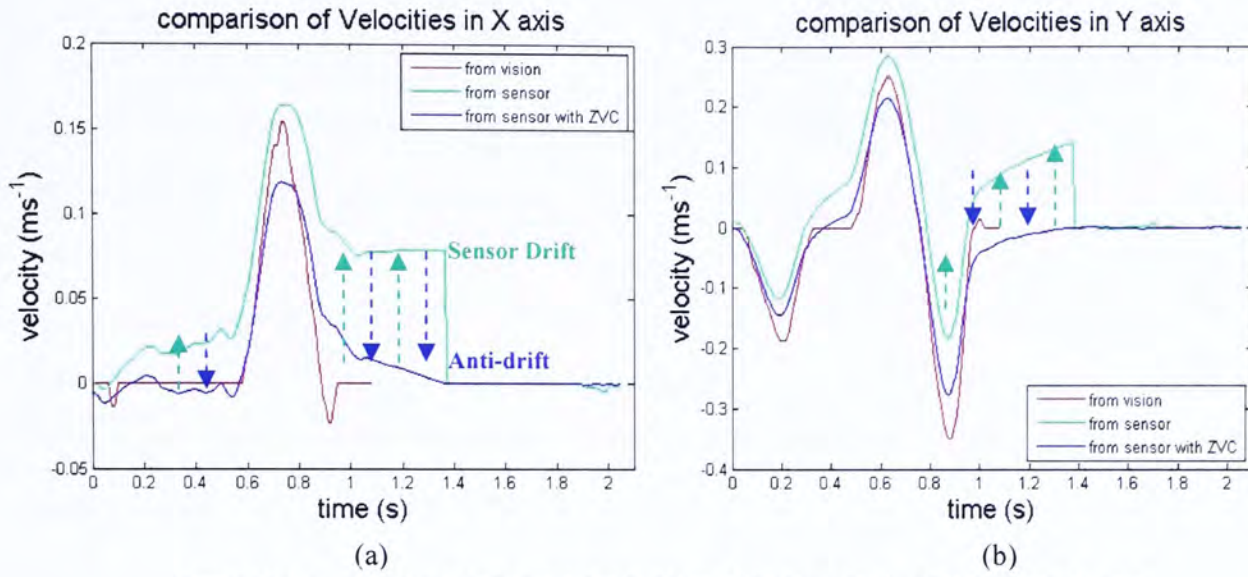 comparison of Velocities in X axis
0.2
0.15
0.1
0.05
0
-0.05
velocity (ms⁻¹)
from vision
from sensor
from sensor with ZVC
Sensor Drift
Anti-drift
0 0.2 0.4 0.6 0.8 1.0 1.2 1.4 1.6 1.8 2
time (s)
(a)
comparison of Velocities in Y axis
0.3
0.2
0.1
0
-0.1
-0.2
-0.3
-0.4
velocity (ms⁻¹)
from vision
from sensor
from sensor with ZVC
0 0.2 0.4 0.6 0.8 1 1.2 1.4 1.6 1.8 2
time (s)
(b)